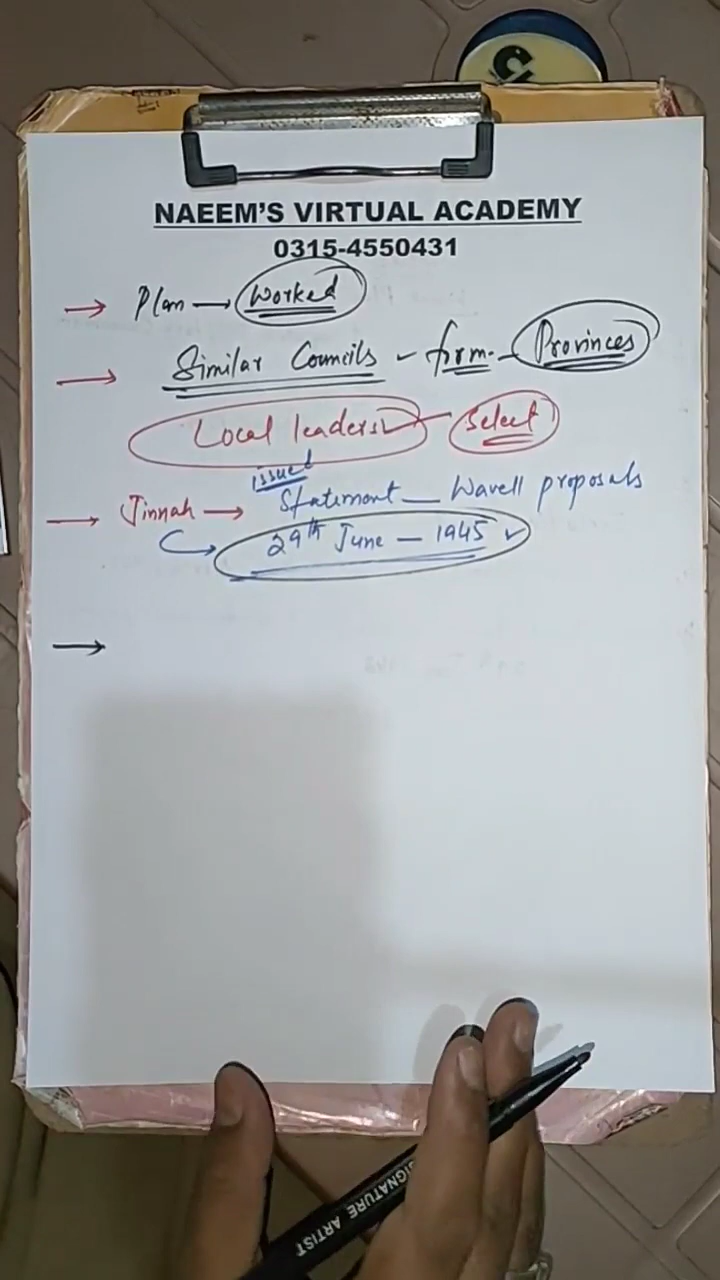 NAEEM'S VIRTUAL ACADEMY
0315-4550431
→ Plan — Worked
→ Similar Councils - form - Provinces
Local leaders - Select
issued
→ Jinnah → Statement — Wavell proposals
29th June — 1945 ✓
→
SIGNATURE ARTIST